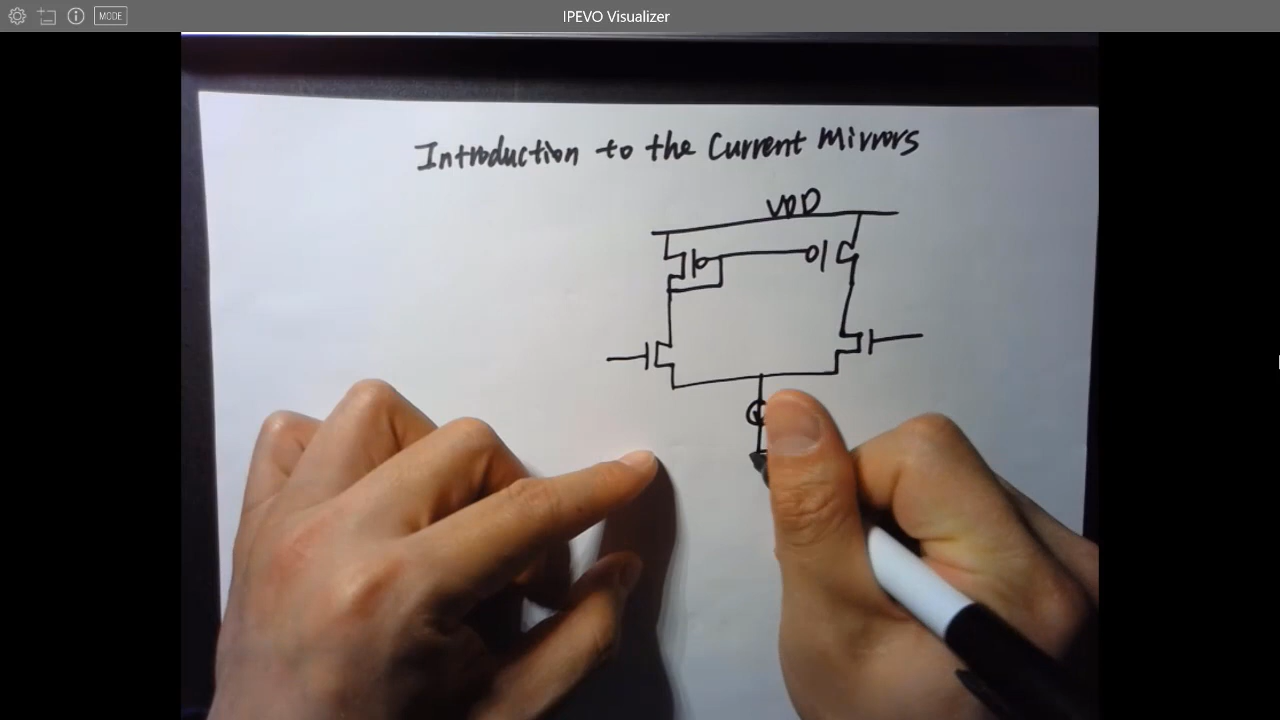 MODE
IPEVO Visualizer
Introduction to the Current Mirrors
VDD